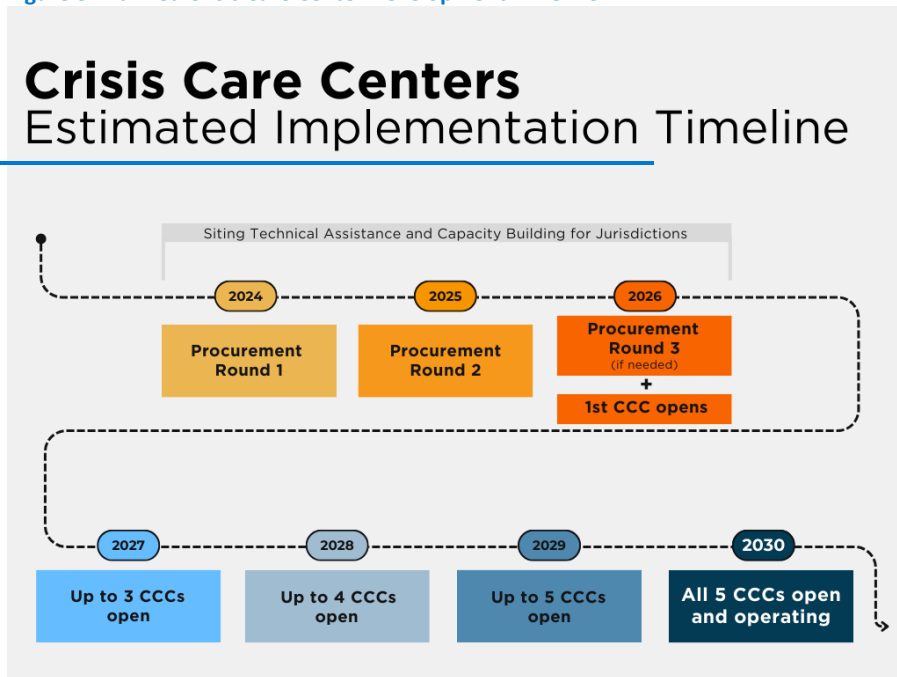 Crisis Care Centers
Estimated Implementation Timeline
Siting Technical Assistance and Capacity Building for Jurisdictions
2024
2025
2026
Procurement
Round 1
Procurement
Round 2
Procurement
Round 3
(if needed)
+
1st CCC opens
2027
2028
2029
2030
Up to 3 CCCs
open
Up to 4 CCCs
open
Up to 5 CCCs
open
All 5 CCCs open
and operating